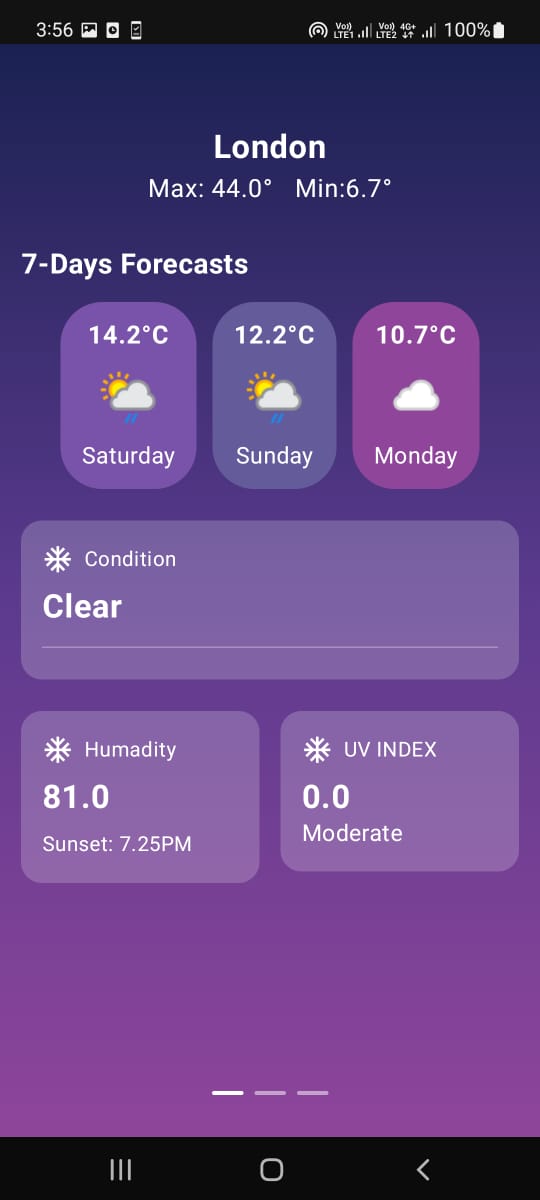 3:56 Vo)) LTE1 Vo)) LTE2 4G+ 100%
London
Max: 44.0° Min:6.7°
7-Days Forecasts
14.2°C 12.2°C 10.7°C
Saturday Sunday Monday
Condition
Clear
Humadity
81.0
Sunset: 7.25PM
UV INDEX
0.0
Moderate